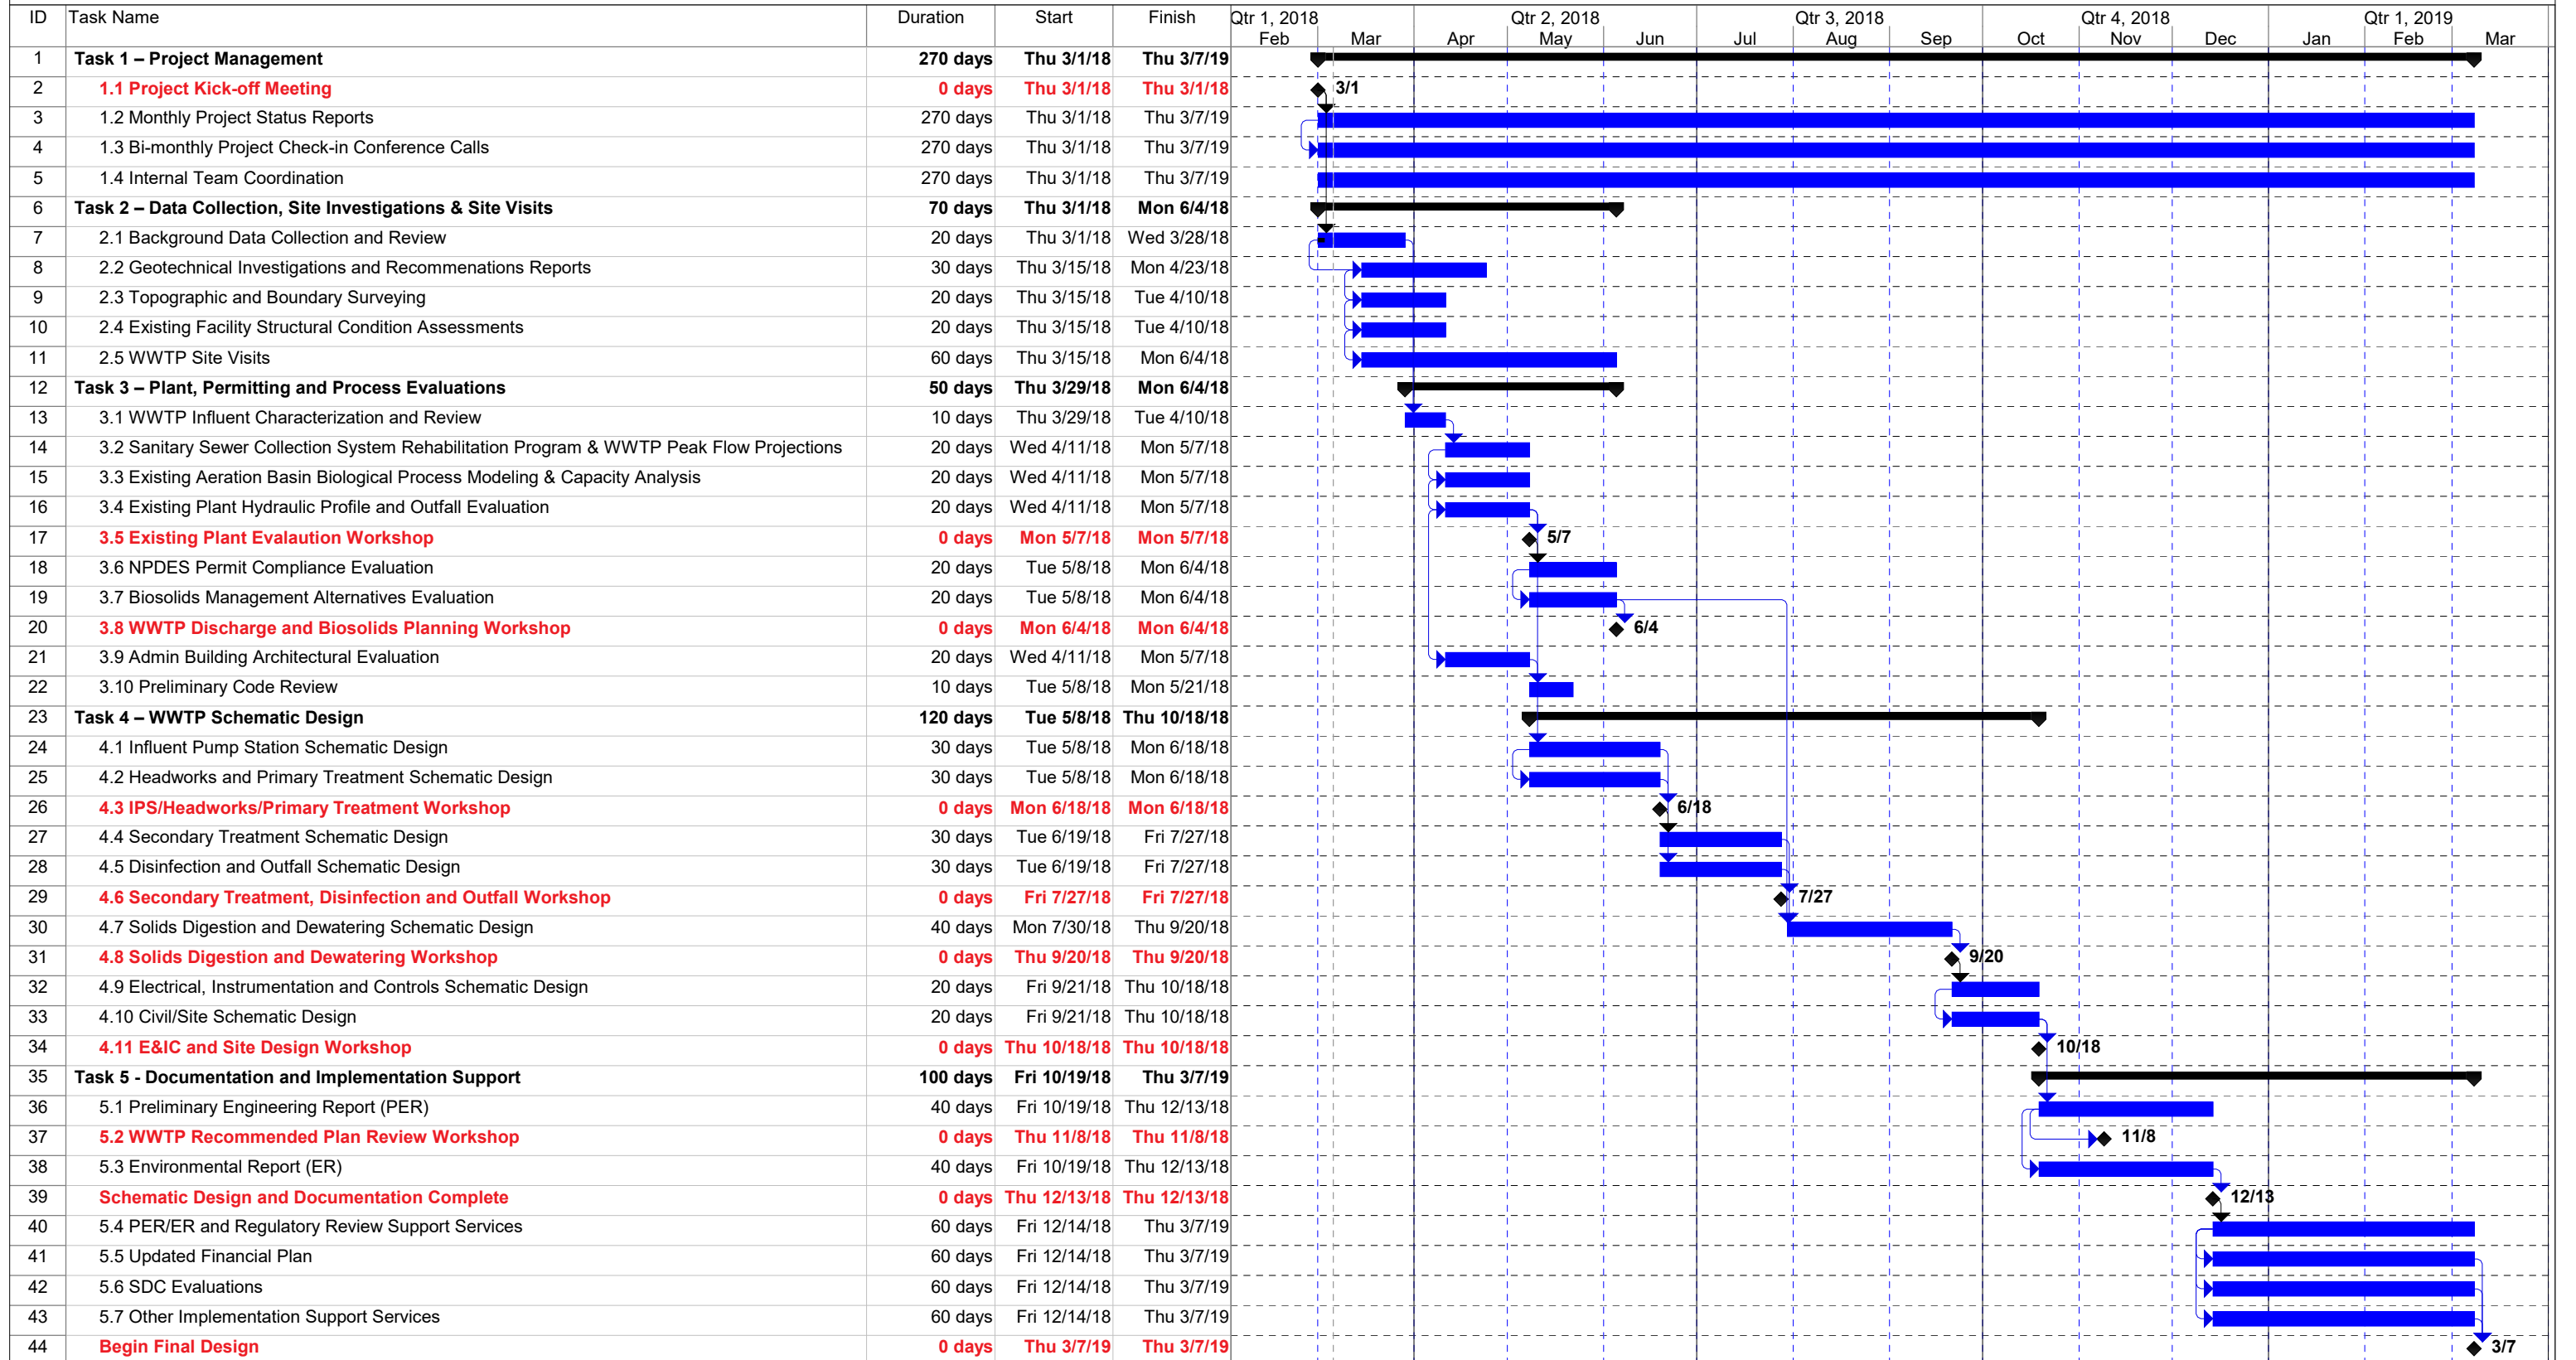 ID Task Name Duration Start Finish Qtr 1, 2018 Qtr 2, 2018 Qtr 3, 2018 Qtr 4, 2018 Qtr 1, 2019
Feb Mar Apr May Jun Jul Aug Sep Oct Nov Dec Jan Feb Mar
1 Task 1 – Project Management 270 days Thu 3/1/18 Thu 3/7/19
2 1.1 Project Kick-off Meeting 0 days Thu 3/1/18 Thu 3/1/18 3/1
3 1.2 Monthly Project Status Reports 270 days Thu 3/1/18 Thu 3/7/19
4 1.3 Bi-monthly Project Check-in Conference Calls 270 days Thu 3/1/18 Thu 3/7/19
5 1.4 Internal Team Coordination 270 days Thu 3/1/18 Thu 3/7/19
6 Task 2 – Data Collection, Site Investigations & Site Visits 70 days Thu 3/1/18 Mon 6/4/18
7 2.1 Background Data Collection and Review 20 days Thu 3/1/18 Wed 3/28/18
8 2.2 Geotechnical Investigations and Recommenations Reports 30 days Thu 3/15/18 Mon 4/23/18
9 2.3 Topographic and Boundary Surveying 20 days Thu 3/15/18 Tue 4/10/18
10 2.4 Existing Facility Structural Condition Assessments 20 days Thu 3/15/18 Tue 4/10/18
11 2.5 WWTP Site Visits 60 days Thu 3/15/18 Mon 6/4/18
12 Task 3 – Plant, Permitting and Process Evaluations 50 days Thu 3/29/18 Mon 6/4/18
13 3.1 WWTP Influent Characterization and Review 10 days Thu 3/29/18 Tue 4/10/18
14 3.2 Sanitary Sewer Collection System Rehabilitation Program & WWTP Peak Flow Projections 20 days Wed 4/11/18 Mon 5/7/18
15 3.3 Existing Aeration Basin Biological Process Modeling & Capacity Analysis 20 days Wed 4/11/18 Mon 5/7/18
16 3.4 Existing Plant Hydraulic Profile and Outfall Evaluation 20 days Wed 4/11/18 Mon 5/7/18
17 3.5 Existing Plant Evalaution Workshop 0 days Mon 5/7/18 Mon 5/7/18 5/7
18 3.6 NPDES Permit Compliance Evaluation 20 days Tue 5/8/18 Mon 6/4/18
19 3.7 Biosolids Management Alternatives Evaluation 20 days Tue 5/8/18 Mon 6/4/18
20 3.8 WWTP Discharge and Biosolids Planning Workshop 0 days Mon 6/4/18 Mon 6/4/18 6/4
21 3.9 Admin Building Architectural Evaluation 20 days Wed 4/11/18 Mon 5/7/18
22 3.10 Preliminary Code Review 10 days Tue 5/8/18 Mon 5/21/18
23 Task 4 – WWTP Schematic Design 120 days Tue 5/8/18 Thu 10/18/18
24 4.1 Influent Pump Station Schematic Design 30 days Tue 5/8/18 Mon 6/18/18
25 4.2 Headworks and Primary Treatment Schematic Design 30 days Tue 5/8/18 Mon 6/18/18
26 4.3 IPS/Headworks/Primary Treatment Workshop 0 days Mon 6/18/18 Mon 6/18/18 6/18
27 4.4 Secondary Treatment Schematic Design 30 days Tue 6/19/18 Fri 7/27/18
28 4.5 Disinfection and Outfall Schematic Design 30 days Tue 6/19/18 Fri 7/27/18
29 4.6 Secondary Treatment, Disinfection and Outfall Workshop 0 days Fri 7/27/18 Fri 7/27/18 7/27
30 4.7 Solids Digestion and Dewatering Schematic Design 40 days Mon 7/30/18 Thu 9/20/18
31 4.8 Solids Digestion and Dewatering Workshop 0 days Thu 9/20/18 Thu 9/20/18 9/20
32 4.9 Electrical, Instrumentation and Controls Schematic Design 20 days Fri 9/21/18 Thu 10/18/18
33 4.10 Civil/Site Schematic Design 20 days Fri 9/21/18 Thu 10/18/18
34 4.11 E&IC and Site Design Workshop 0 days Thu 10/18/18 Thu 10/18/18 10/18
35 Task 5 - Documentation and Implementation Support 100 days Fri 10/19/18 Thu 3/7/19
36 5.1 Preliminary Engineering Report (PER) 40 days Fri 10/19/18 Thu 12/13/18
37 5.2 WWTP Recommended Plan Review Workshop 0 days Thu 11/8/18 Thu 11/8/18 11/8
38 5.3 Environmental Report (ER) 40 days Fri 10/19/18 Thu 12/13/18
39 Schematic Design and Documentation Complete 0 days Thu 12/13/18 Thu 12/13/18 12/13
40 5.4 PER/ER and Regulatory Review Support Services 60 days Fri 12/14/18 Thu 3/7/19
41 5.5 Updated Financial Plan 60 days Fri 12/14/18 Thu 3/7/19
42 5.6 SDC Evaluations 60 days Fri 12/14/18 Thu 3/7/19
43 5.7 Other Implementation Support Services 60 days Fri 12/14/18 Thu 3/7/19
44 Begin Final Design 0 days Thu 3/7/19 Thu 3/7/19 3/7